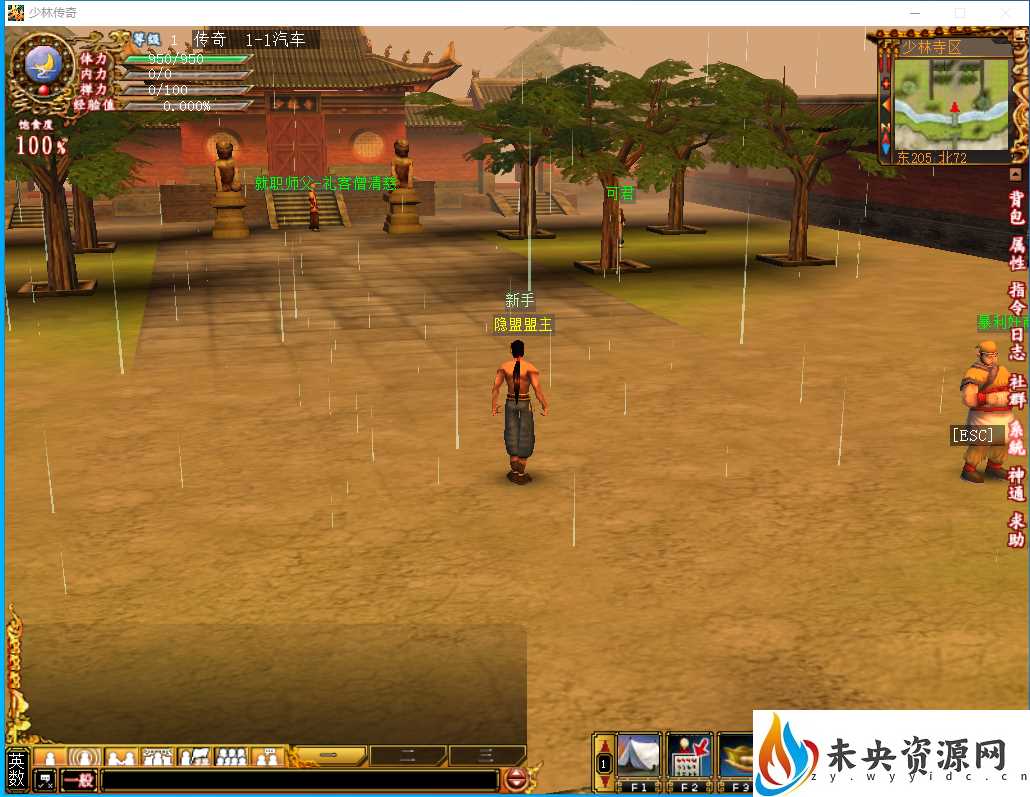 少林传奇
等级 1 传奇 1-1汽车
体力 950/950
内力 0/0
禅力 0/100
经验值 0.000%
饱食度
100%
少林寺区
N
东205 北72
就职师父-礼客僧清慈
可君
新手
隐盟盟主
背包
属性
指令
日志
社群
系統
神通
求助
[ESC]
英数
一般
1
F1
F2
F3
未央资源网
zy.wyyidc.cn